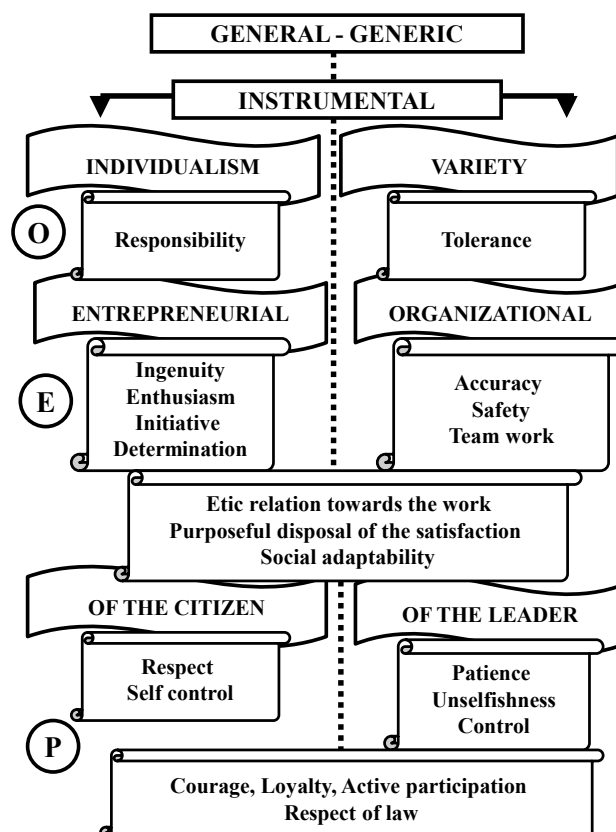 GENERAL - GENERIC
INSTRUMENTAL
INDIVIDUALISM
VARIETY
O
Responsibility
Tolerance
ENTREPRENEURIAL
ORGANIZATIONAL
E
Ingenuity
Enthusiasm
Initiative
Determination
Accuracy
Safety
Team work
Etic relation towards the work
Purposeful disposal of the satisfaction
Social adaptability
OF THE CITIZEN
OF THE LEADER
Respect
Self control
Patience
Unselfishness
Control
P
Courage, Loyalty, Active participation
Respect of law